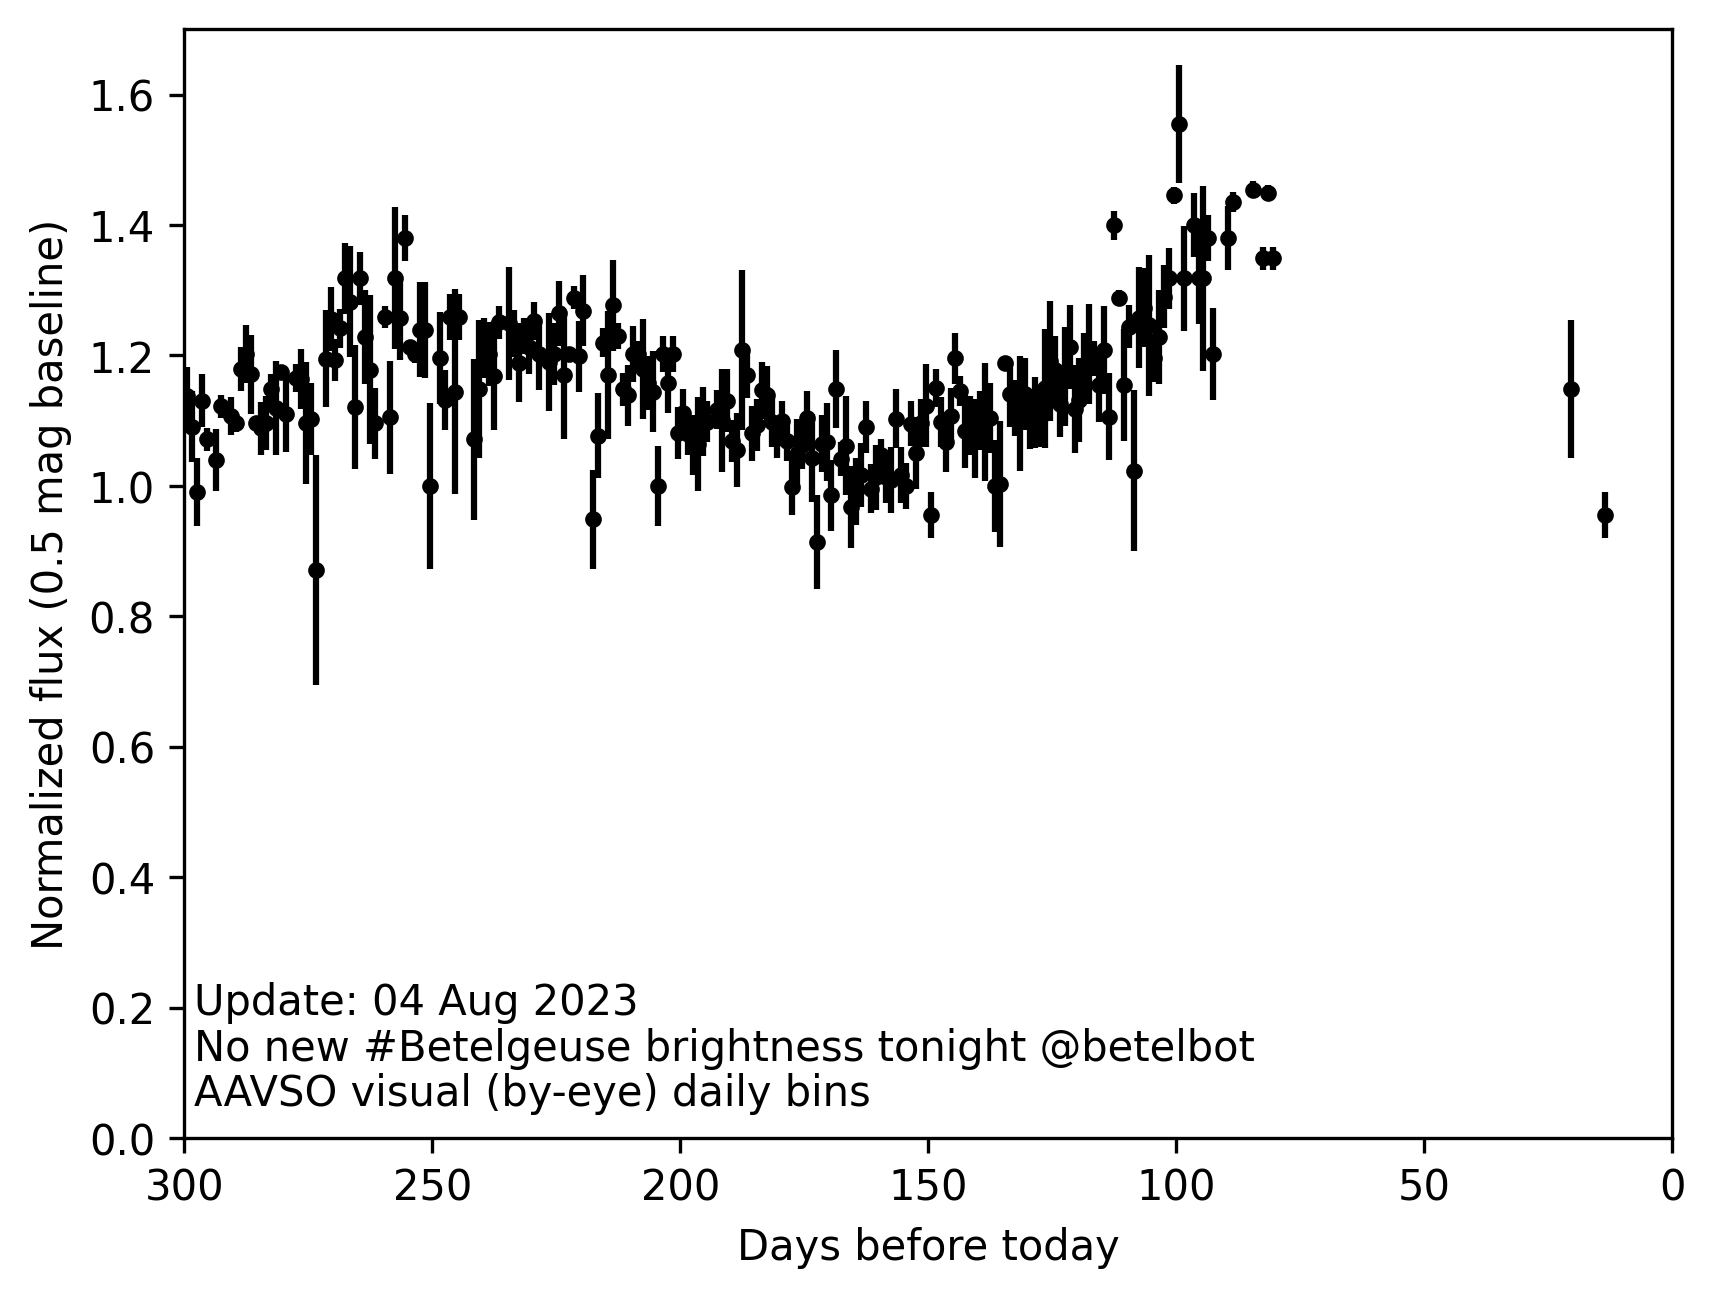 Normalized flux (0.5 mag baseline)
1.6
1.4
1.2
1.0
0.8
0.6
0.4
0.2
0.0
Update: 04 Aug 2023
No new #Betelgeuse brightness tonight @betelbot
AAVSO visual (by-eye) daily bins
300 250 200 150 100 50 0
Days before today